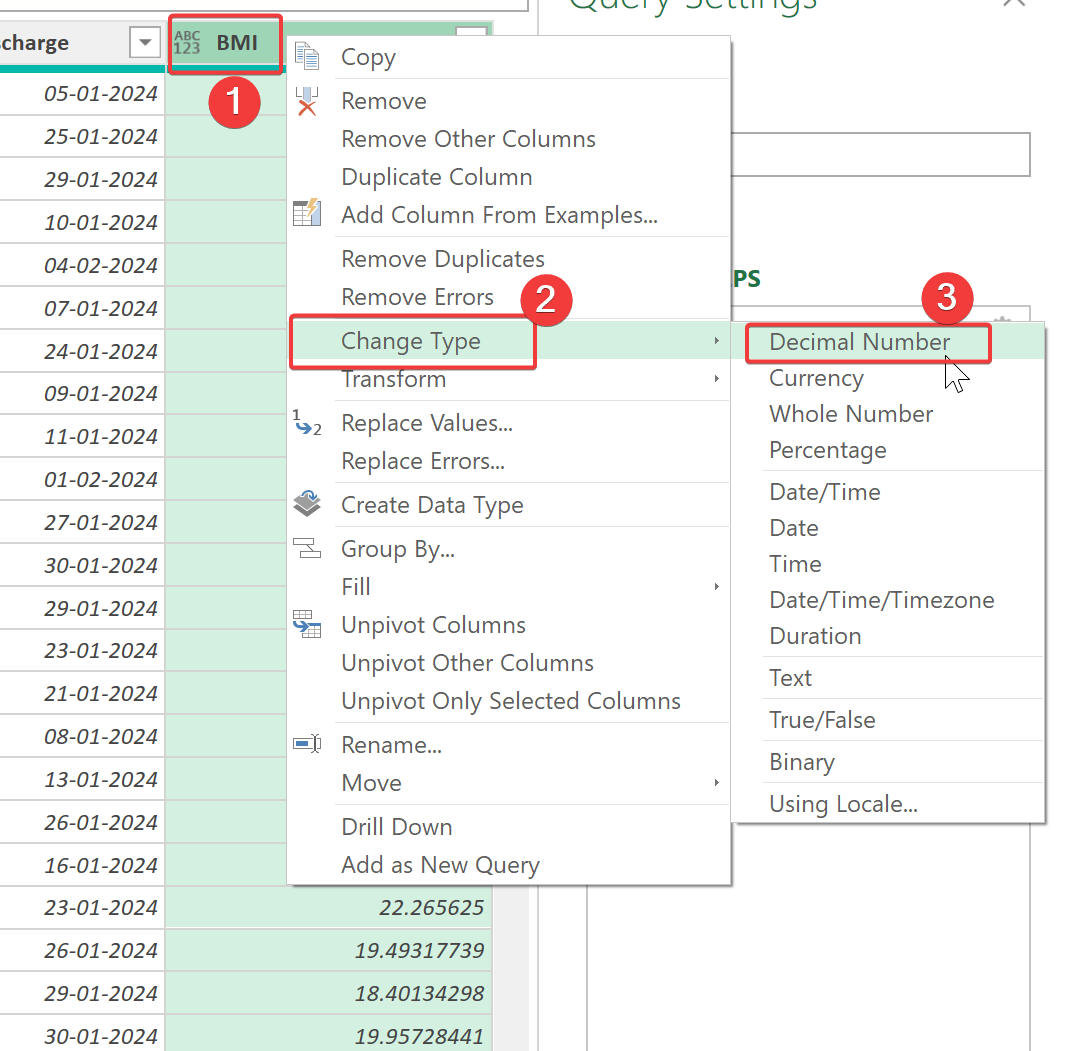 Query Settings
scharge
ABC
123
BMI
1
05-01-2024
25-01-2024
29-01-2024
10-01-2024
04-02-2024
07-01-2024
24-01-2024
09-01-2024
11-01-2024
01-02-2024
27-01-2024
30-01-2024
29-01-2024
23-01-2024
21-01-2024
08-01-2024
13-01-2024
26-01-2024
16-01-2024
23-01-2024 22.265625
26-01-2024 19.49317739
29-01-2024 18.40134298
30-01-2024 19.95728441
Copy
Remove
Remove Other Columns
Duplicate Column
Add Column From Examples...
Remove Duplicates
Remove Errors
2
Change Type
Transform
1
2
Replace Values...
Replace Errors...
Create Data Type
Group By...
Fill
Unpivot Columns
Unpivot Other Columns
Unpivot Only Selected Columns
Rename...
Move
Drill Down
Add as New Query
PS
3
Decimal Number
Currency
Whole Number
Percentage
Date/Time
Date
Time
Date/Time/Timezone
Duration
Text
True/False
Binary
Using Locale...